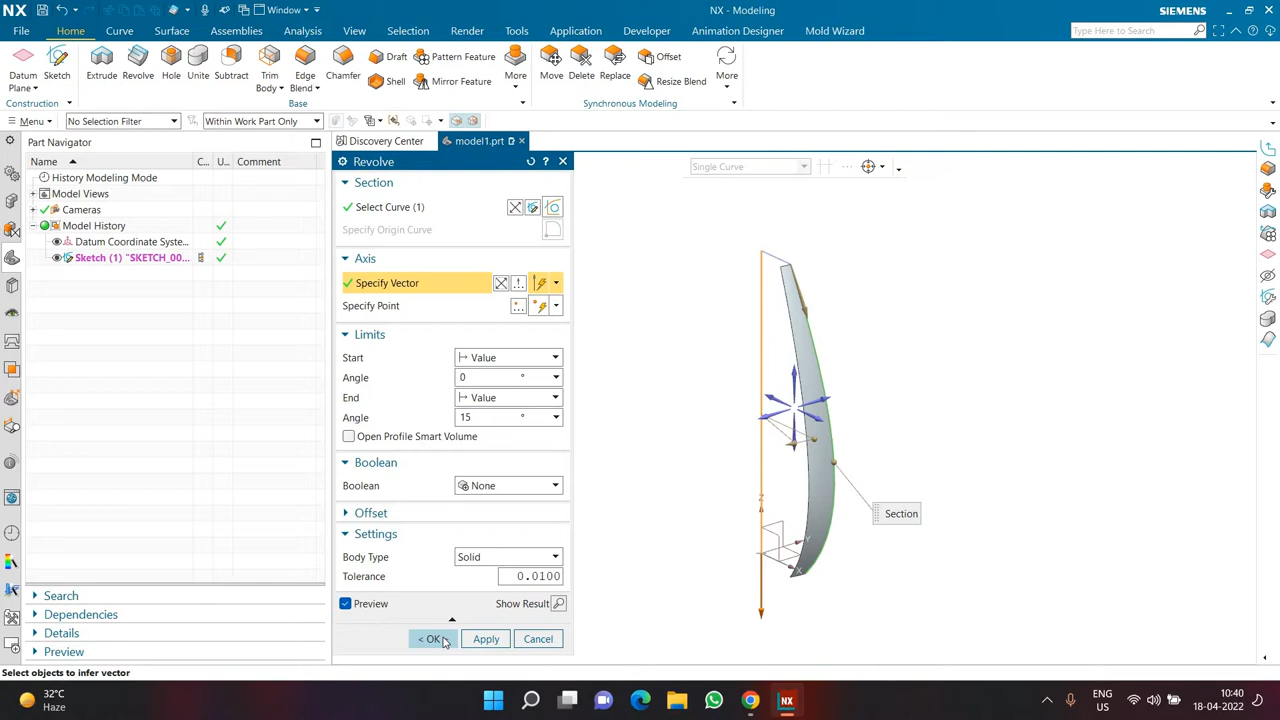 NX
Window
NX - Modeling
SIEMENS
File
Home
Curve
Surface
Assemblies
Analysis
View
Selection
Render
Tools
Application
Developer
Animation Designer
Mold Wizard
Type Here to Search
Datum Plane
Sketch
Extrude
Revolve
Hole
Unite
Subtract
Trim Body
Edge Blend
Chamfer
Draft
Shell
Pattern Feature
Mirror Feature
More
Move
Delete
Replace
Offset
Resize Blend
More
Construction
Base
Synchronous Modeling
Menu
No Selection Filter
Within Work Part Only
Part Navigator
Discovery Center
model1.prt
Name
C...
U...
Comment
History Modeling Mode
Model Views
Cameras
Model History
Datum Coordinate Syste...
Sketch (1) "SKETCH_00...
Search
Dependencies
Details
Preview
Revolve
Section
Select Curve (1)
Specify Origin Curve
Axis
Specify Vector
Specify Point
Limits
Start
Value
Angle
0 °
End
Value
Angle
15 °
Open Profile Smart Volume
Boolean
Boolean
None
Offset
Settings
Body Type
Solid
Tolerance
0.0100
Preview
Show Result
< OK
Apply
Cancel
Single Curve
Section
Z
Y
X
Select objects to infer vector
32°C
Haze
ENG
US
10:40
18-04-2022